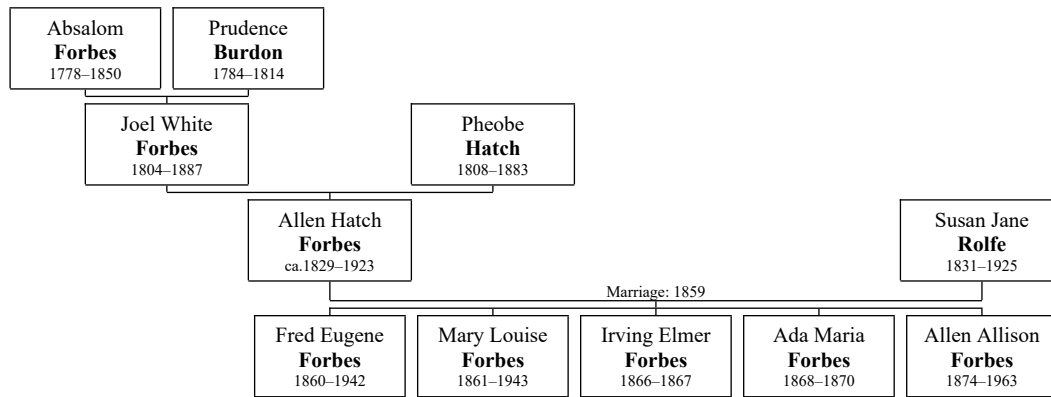 Absalom
Forbes
1778–1850
Prudence
Burdon
1784–1814
Joel White
Forbes
1804–1887
Pheobe
Hatch
1808–1883
Allen Hatch
Forbes
ca.1829–1923
Susan Jane
Rolfe
1831–1925
Marriage: 1859
Fred Eugene
Forbes
1860–1942
Mary Louise
Forbes
1861–1943
Irving Elmer
Forbes
1866–1867
Ada Maria
Forbes
1868–1870
Allen Allison
Forbes
1874–1963